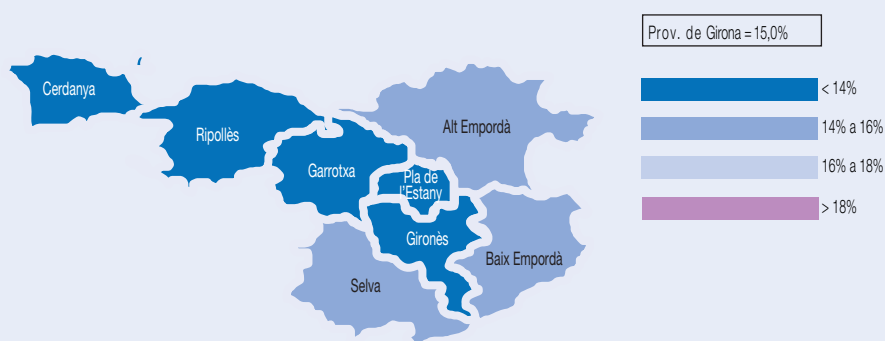 Prov. de Girona = 15,0%
< 14%
14% a 16%
16% a 18%
> 18%
Cerdanya
Ripollès
Garrotxa
Alt Empordà
Pla de
l'Estany
Gironès
Baix Empordà
Selva